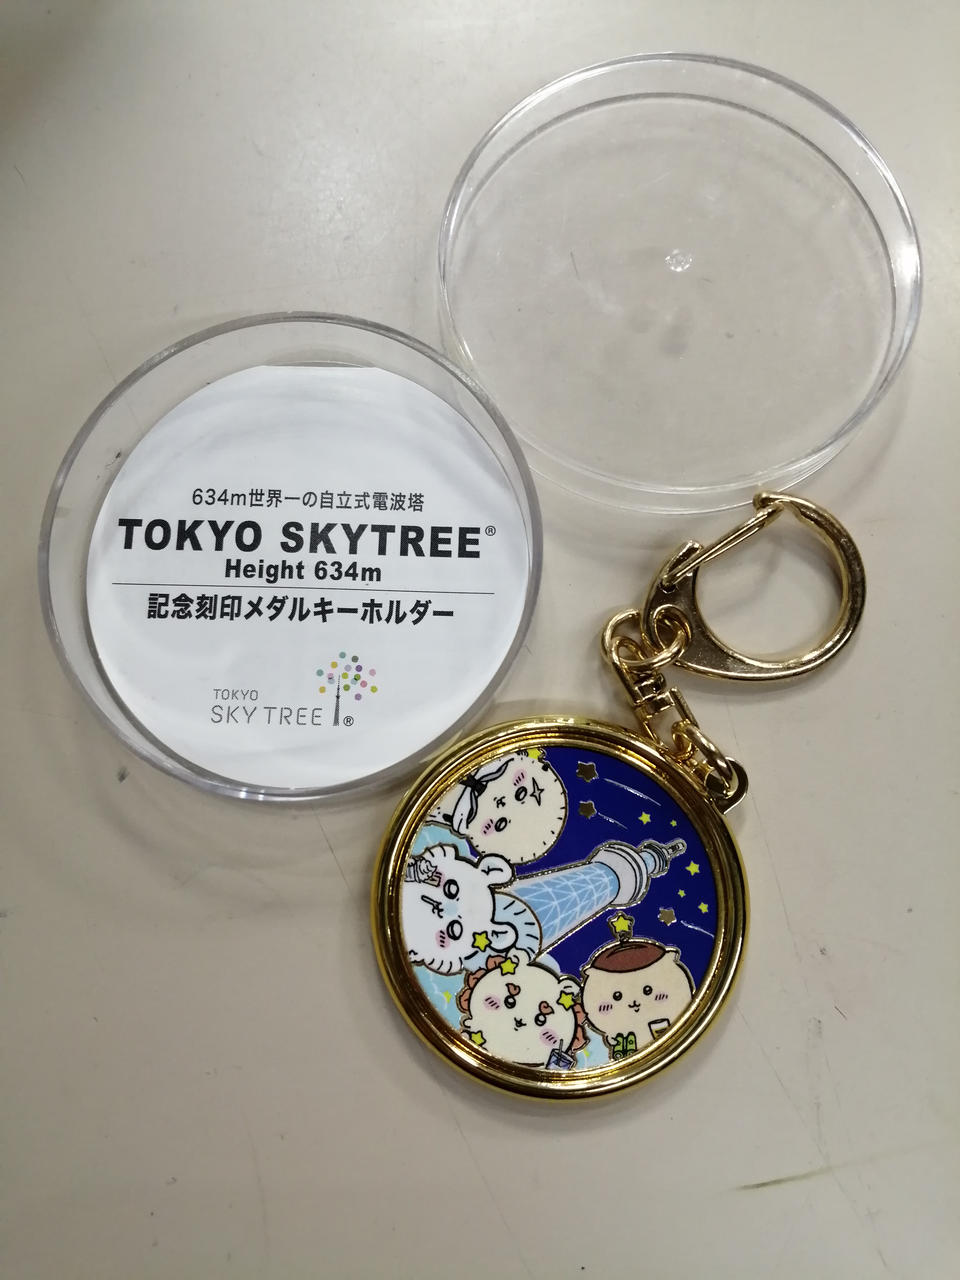 634m世界一の自立式電波塔
TOKYO SKYTREE®
Height 634m
記念刻印メダルキーホルダー
TOKYO
SKYTREE®